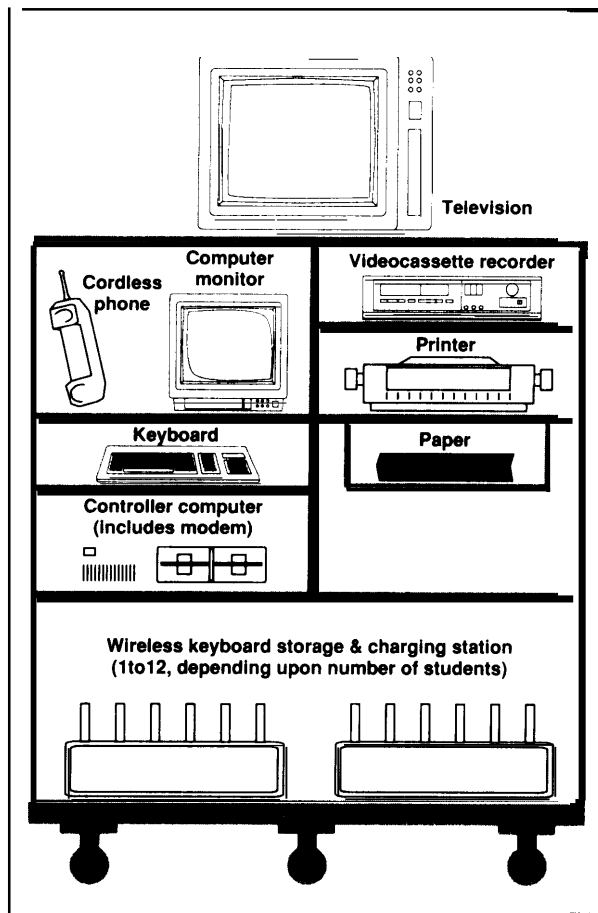 Television
Computer
monitor
Cordless
phone
Videocassette recorder
Printer
Keyboard
Paper
Controller computer
(includes modem)
Wireless keyboard storage & charging station
(1to12, depending upon number of students)